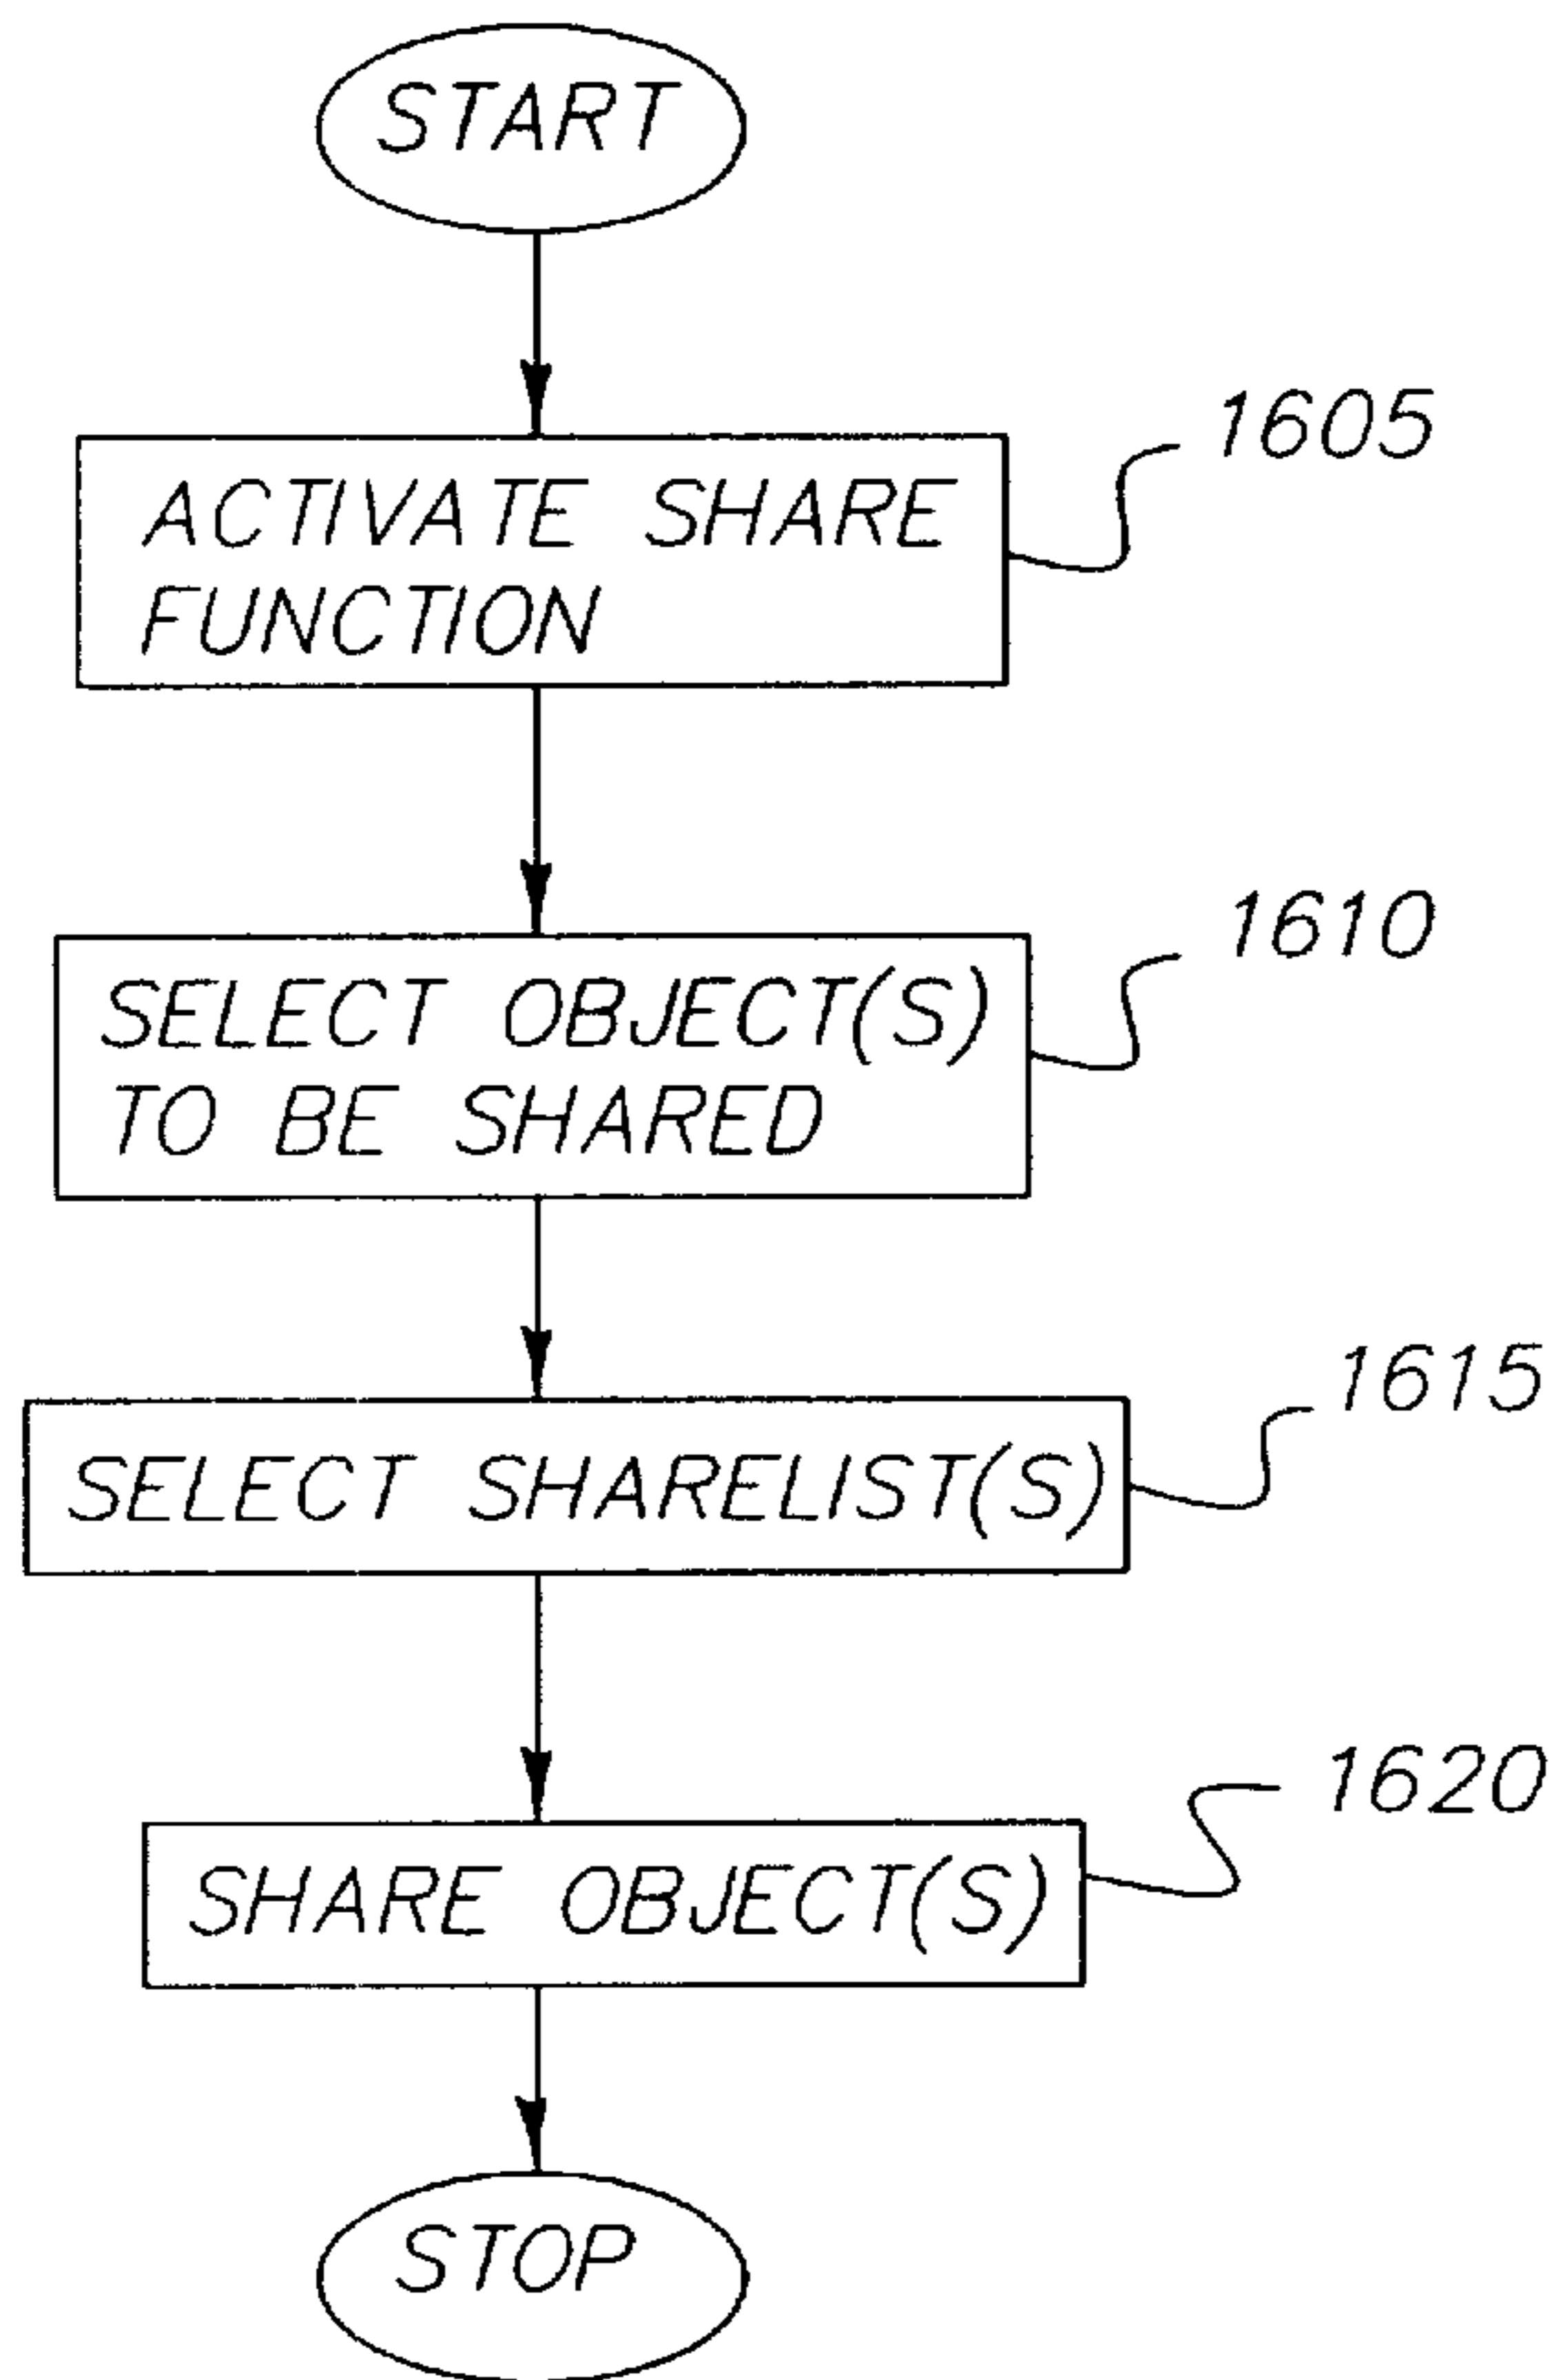 START
1605
ACTIVATE SHARE
FUNCTION
1610
SELECT OBJECT(S)
TO BE SHARED
1615
SELECT SHARELIST(S)
1620
SHARE OBJECT(S)
STOP